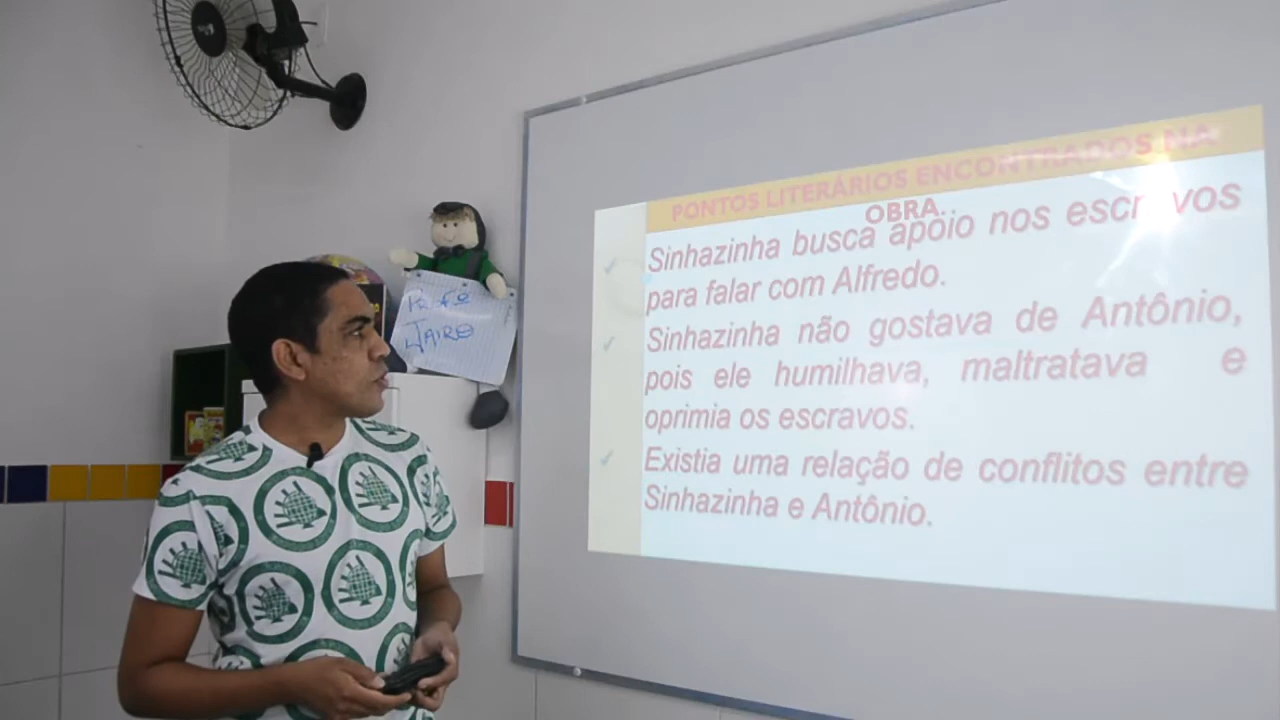 PONTOS LITERÁRIOS ENCONTRADOS NA
OBRA.
Sinhazinha busca apoio nos escravos
para falar com Alfredo.
Sinhazinha não gostava de Antônio,
pois ele humilhava, maltratava e
oprimia os escravos.
Existia uma relação de conflitos entre
Sinhazinha e Antônio.
JAIRO